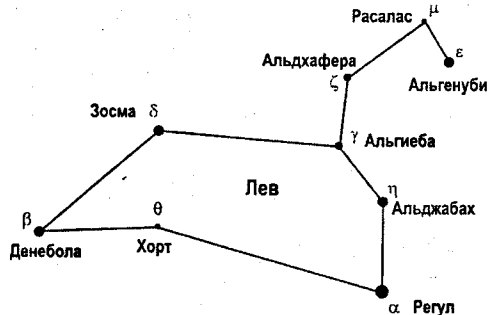 Расалас μ
ε
Альдхафера
ζ
Альгенуби
Зосма δ
γ Альгиеба
Лев
η
Альджабах
β
θ
Денебола
Хорт
α Регул